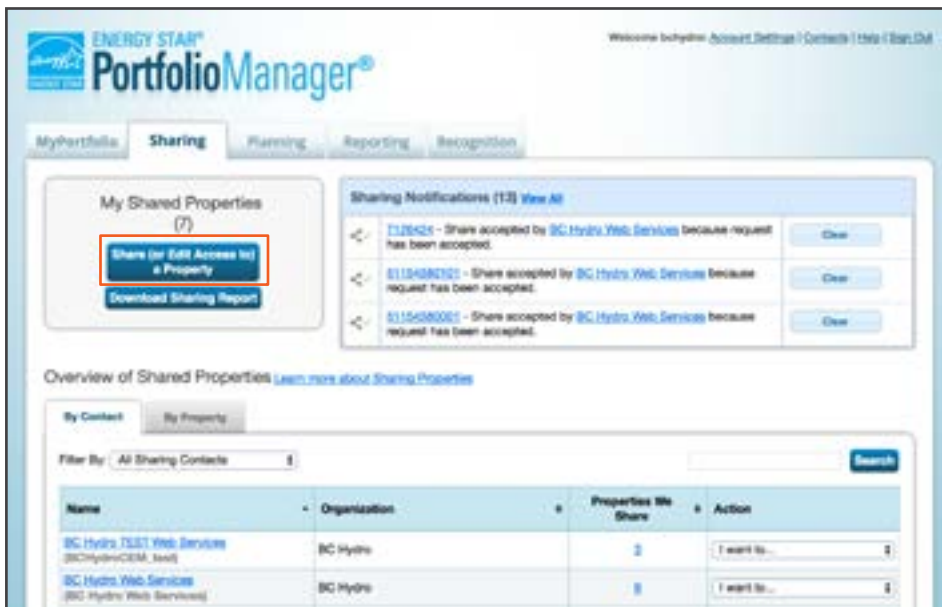 ENERGY STAR®
PortfolioManager®
Welcome bchydro: Account Settings | Contacts | Help | Sign Out
MyPortfolio Sharing Planning Reporting Recognition
My Shared Properties
(7)
Share (or Edit Access to)
a Property
Download Sharing Report
Sharing Notifications (13) View All
7126424 - Share accepted by BC Hydro Web Services because request
has been accepted.
Clear
- Share accepted by BC Hydro Web Services because
request has been accepted.
Clear
- Share accepted by BC Hydro Web Services because
request has been accepted.
Clear
Overview of Shared Properties Learn more about Sharing Properties
By Contact By Property
Filter By: All Sharing Contacts
Search
Name Organization Properties We Share Action
BC Hydro TEST Web Services
(BCHydroCEM_test)
BC Hydro
I want to...
BC Hydro Web Services
(BC Hydro Web Services)
BC Hydro
I want to...